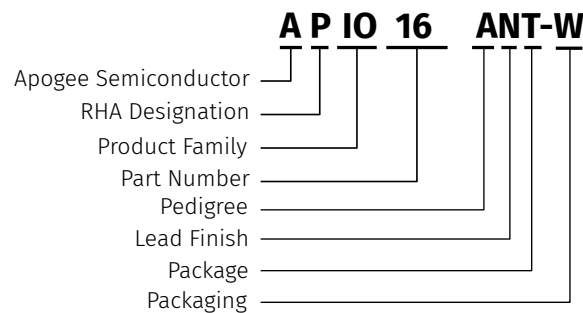 A P IO 16 ANT-W
Apogee Semiconductor
RHA Designation
Product Family
Part Number
Pedigree
Lead Finish
Package
Packaging